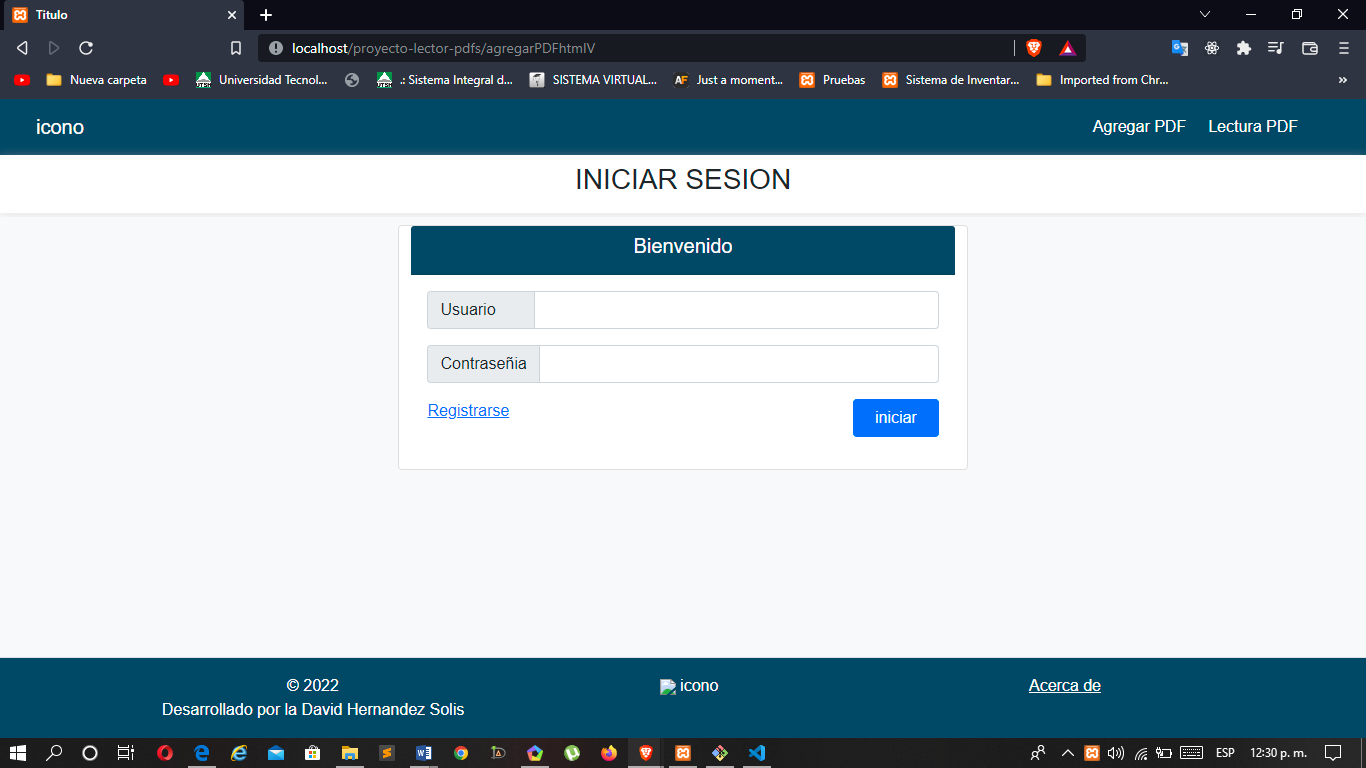 Titulo
localhost/proyecto-lector-pdfs/agregarPDFhtmlV
Nueva carpeta
Universidad Tecnol...
.: Sistema Integral d...
SISTEMA VIRTUAL...
Just a moment...
Pruebas
Sistema de Inventar...
Imported from Chr...
icono
Agregar PDF
Lectura PDF
INICIAR SESION
Bienvenido
Usuario
Contraseñia
Registrarse
iniciar
© 2022
Desarrollado por la David Hernandez Solis
icono
Acerca de
ESP
12:30 p. m.